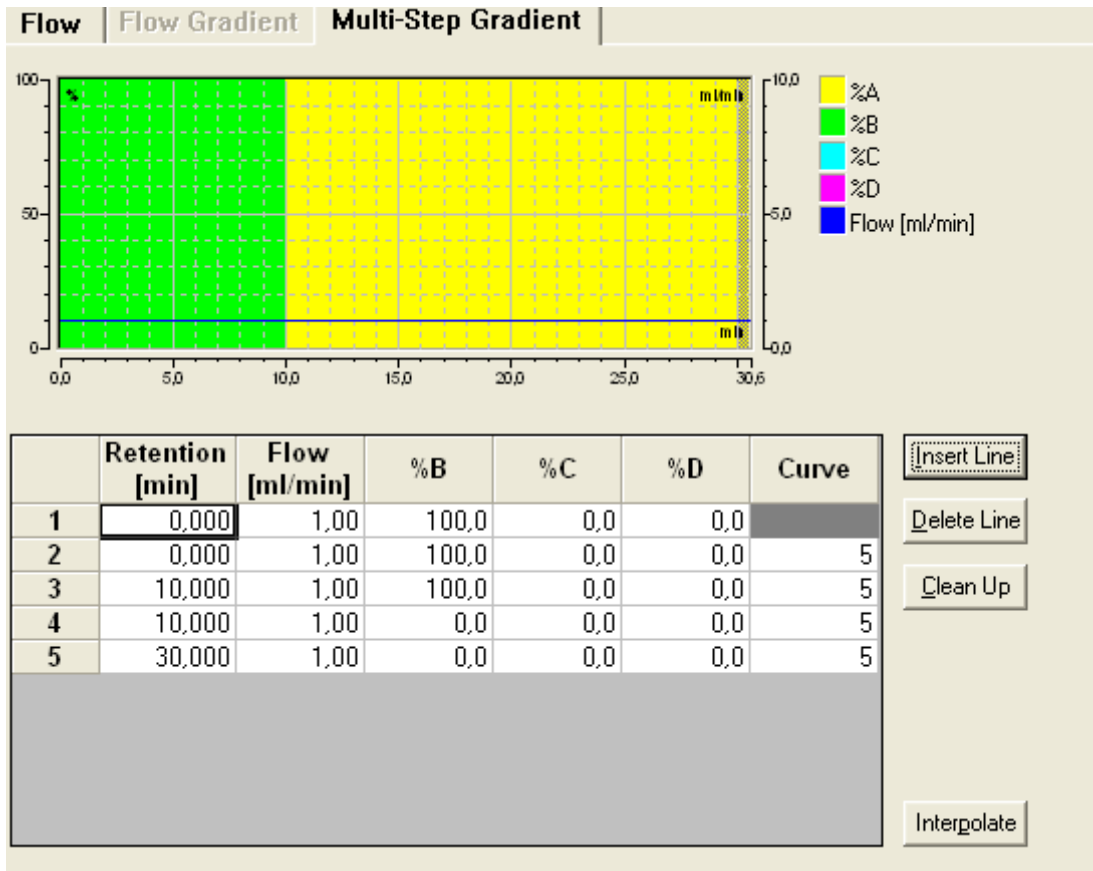 Flow Flow Gradient Multi-Step Gradient
100 % ml/min 10,0
50 5,0
0 0,0
0,0 5,0 10,0 15,0 20,0 25,0 30,6
%A
%B
%C
%D
Flow [ml/min]
Retention [min] Flow [ml/min] %B %C %D Curve
1 0,000 1,00 100,0 0,0 0,0
2 0,000 1,00 100,0 0,0 0,0 5
3 10,000 1,00 100,0 0,0 0,0 5
4 10,000 1,00 0,0 0,0 0,0 5
5 30,000 1,00 0,0 0,0 0,0 5
Insert Line
Delete Line
Clean Up
Interpolate